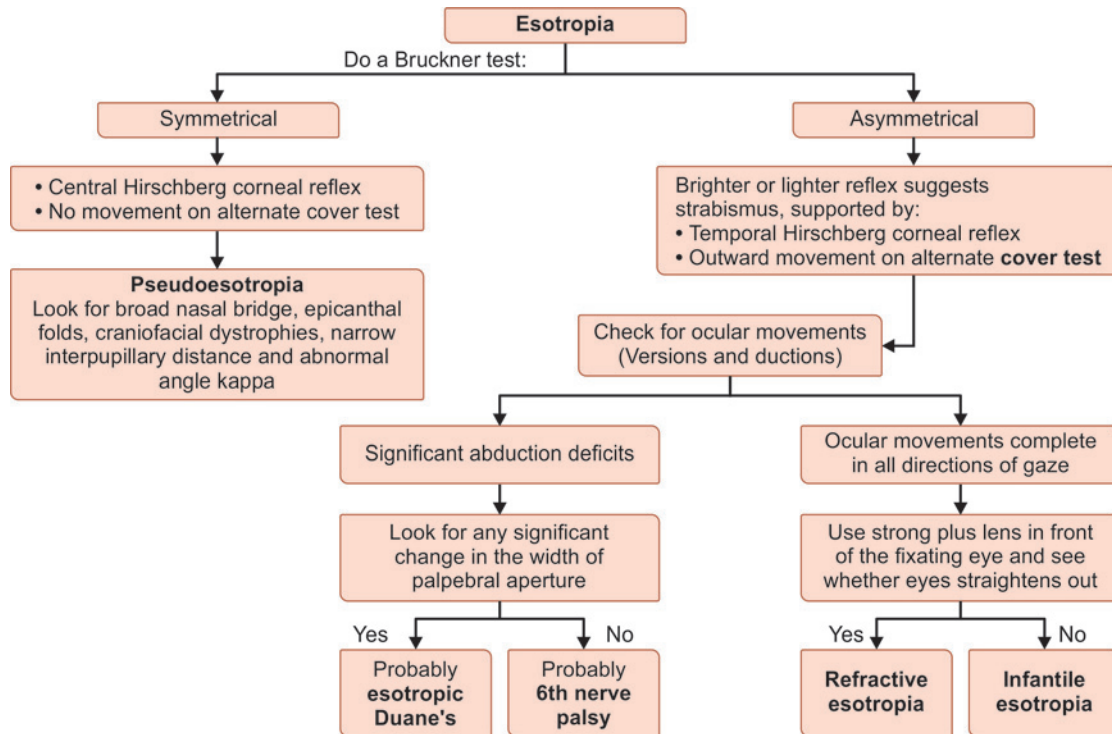 Esotropia
Do a Bruckner test:
Symmetrical
Asymmetrical
• Central Hirschberg corneal reflex
• No movement on alternate cover test
Brighter or lighter reflex suggests
strabismus, supported by:
• Temporal Hirschberg corneal reflex
• Outward movement on alternate cover test
Pseudoesotropia
Look for broad nasal bridge, epicanthal
folds, craniofacial dystrophies, narrow
interpupillary distance and abnormal
angle kappa
Check for ocular movements
(Versions and ductions)
Significant abduction deficits
Ocular movements complete
in all directions of gaze
Look for any significant
change in the width of
palpebral aperture
Use strong plus lens in front
of the fixating eye and see
whether eyes straightens out
Yes
No
Yes
No
Probably
esotropic
Duane's
Probably
6th nerve
palsy
Refractive
esotropia
Infantile
esotropia